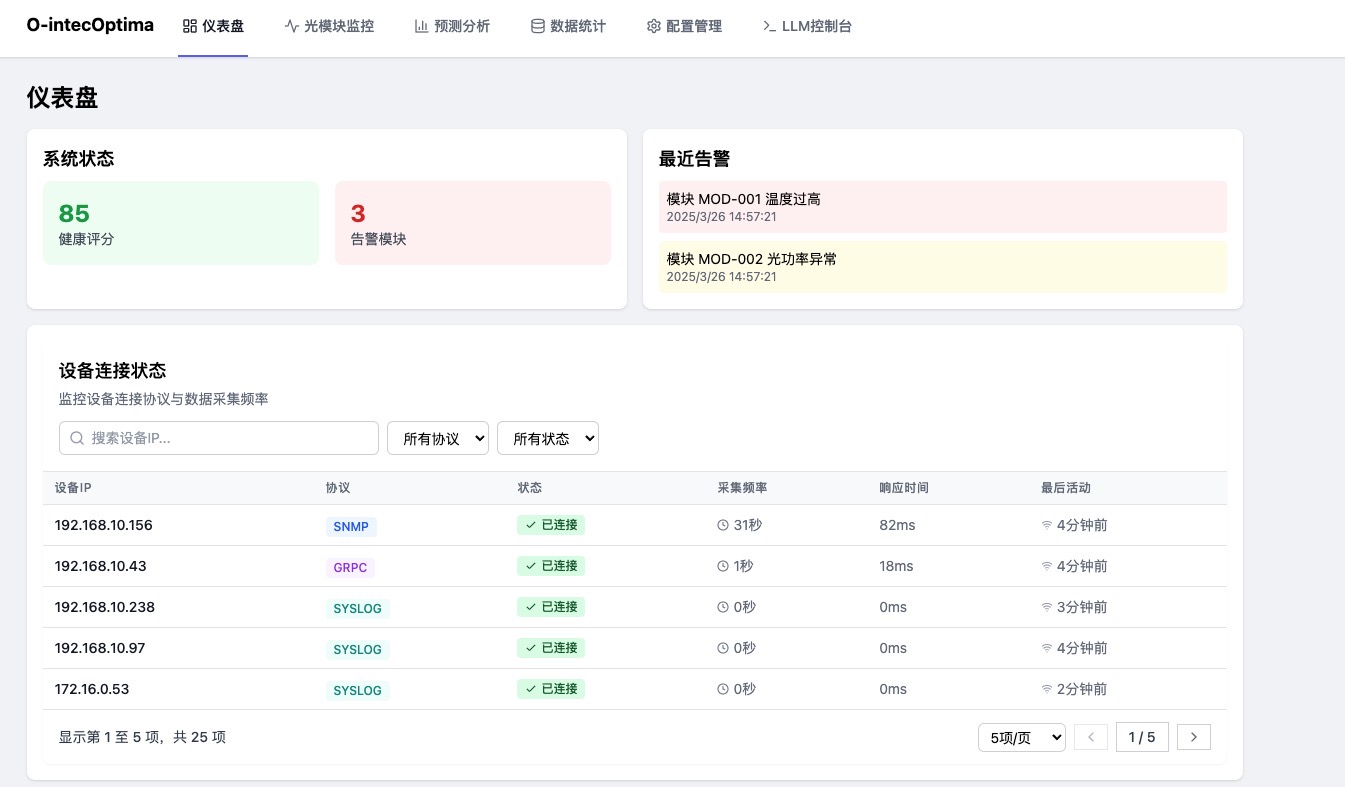 O-intecOptima 仪表盘 光模块监控 预测分析 数据统计 配置管理 LLM控制台
仪表盘
系统状态
85
健康评分
3
告警模块
最近告警
模块 MOD-001 温度过高
2025/3/26 14:57:21
模块 MOD-002 光功率异常
2025/3/26 14:57:21
设备连接状态
监控设备连接协议与数据采集频率
搜索设备IP... 所有协议 所有状态
设备IP 协议 状态 采集频率 响应时间 最后活动
192.168.10.156 SNMP 已连接 31秒 82ms 4分钟前
192.168.10.43 GRPC 已连接 1秒 18ms 4分钟前
192.168.10.238 SYSLOG 已连接 0秒 0ms 3分钟前
192.168.10.97 SYSLOG 已连接 0秒 0ms 4分钟前
172.16.0.53 SYSLOG 已连接 0秒 0ms 2分钟前
显示第 1 至 5 项，共 25 项 5项/页 1 / 5